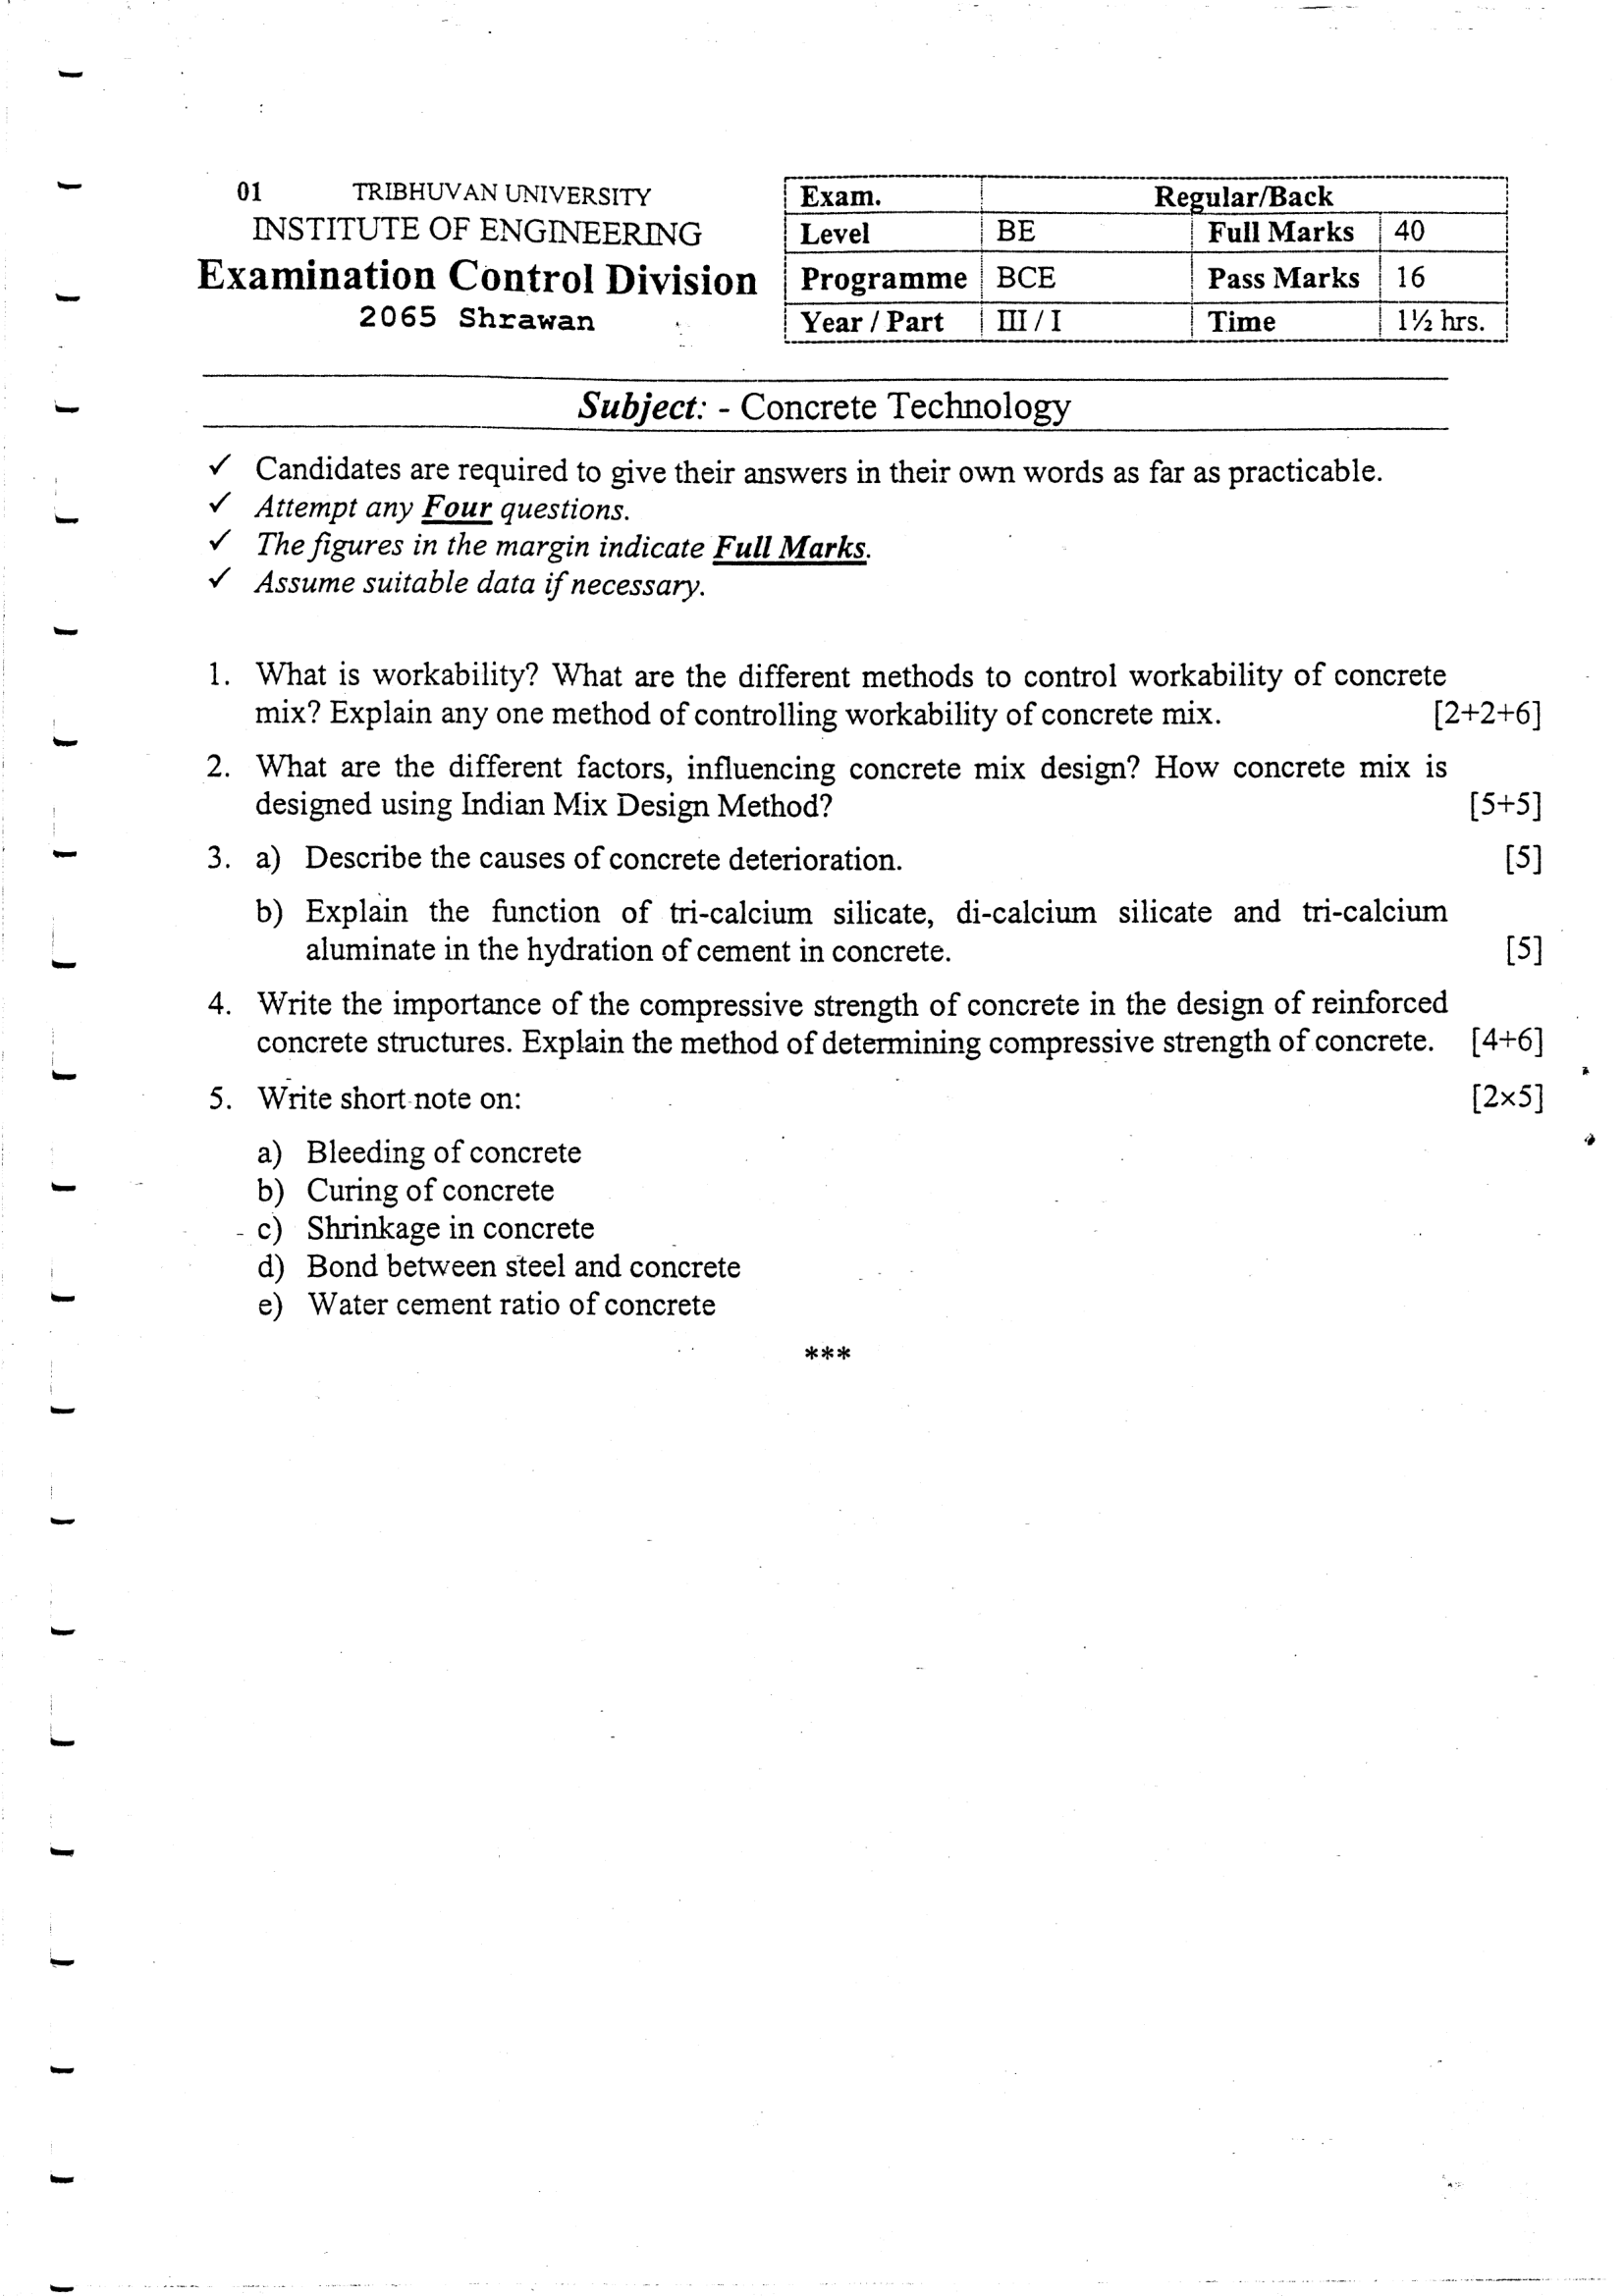 01 TRIBHUVAN UNIVERSITY
INSTITUTE OF ENGINEERING
Examination Control Division
2065 Shrawan
Exam. Regular/Back
Level BE Full Marks 40
Programme BCE Pass Marks 16
Year / Part III / I Time 1½ hrs.
Subject: - Concrete Technology
✓ Candidates are required to give their answers in their own words as far as practicable.
✓ Attempt any Four questions.
✓ The figures in the margin indicate Full Marks.
✓ Assume suitable data if necessary.
1. What is workability? What are the different methods to control workability of concrete
mix? Explain any one method of controlling workability of concrete mix. [2+2+6]
2. What are the different factors, influencing concrete mix design? How concrete mix is
designed using Indian Mix Design Method? [5+5]
3. a) Describe the causes of concrete deterioration. [5]
b) Explain the function of tri-calcium silicate, di-calcium silicate and tri-calcium
aluminate in the hydration of cement in concrete. [5]
4. Write the importance of the compressive strength of concrete in the design of reinforced
concrete structures. Explain the method of determining compressive strength of concrete. [4+6]
5. Write short note on: [2×5]
a) Bleeding of concrete
b) Curing of concrete
c) Shrinkage in concrete
d) Bond between steel and concrete
e) Water cement ratio of concrete
***